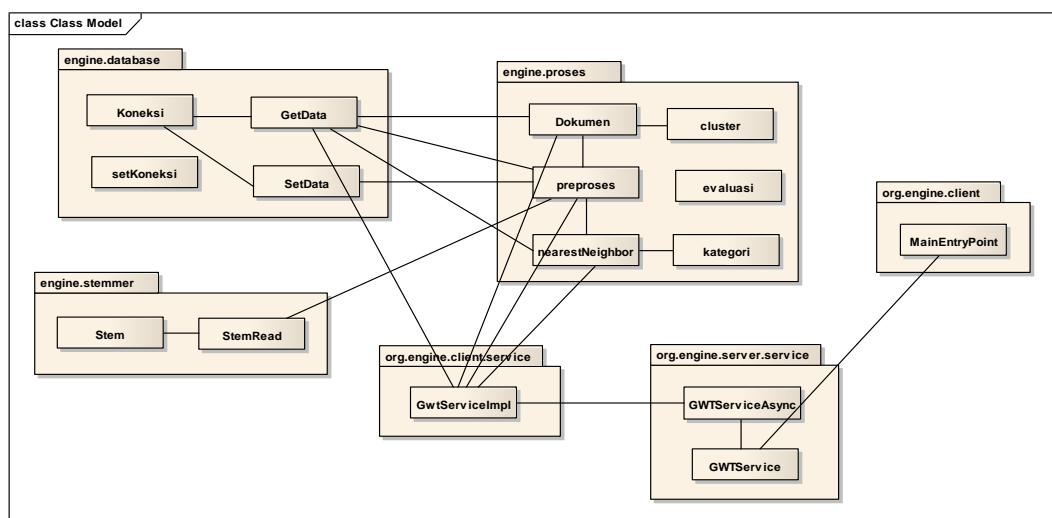 class Class Model
engine.database
Koneksi
GetData
setKoneksi
SetData
engine.proses
Dokumen
cluster
preproses
evaluasi
nearestNeighbor
kategori
org.engine.client
MainEntryPoint
engine.stemmer
Stem
StemRead
org.engine.client.service
GwtServiceImpl
org.engine.server.service
GWTServiceAsync
GWTService